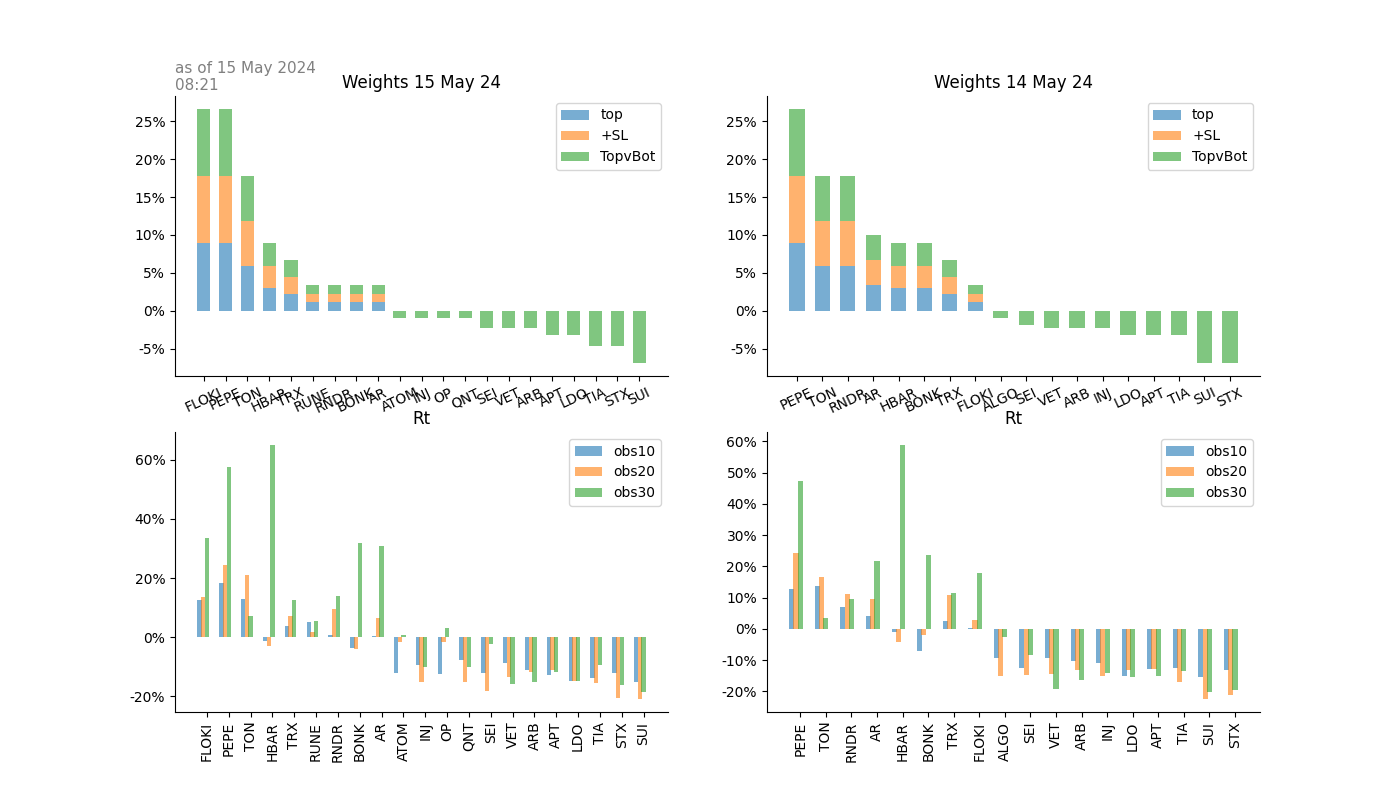 as of 15 May 2024
08:21
Weights 15 May 24
25%
20%
15%
10%
5%
0%
-5%
top
+SL
TopvBot
FLOKI PEPE TON HBAR TRX RUNE RNDR BONK AR ATOM INJ OP QNT SEI VET ARB APT LDO TIA STX SUI
Weights 14 May 24
25%
20%
15%
10%
5%
0%
-5%
top
+SL
TopvBot
PEPE TON RNDR AR HBAR BONK TRX FLOKI ALGO SEI VET ARB INJ LDO APT TIA SUI STX
Rt
60%
40%
20%
0%
-20%
obs10
obs20
obs30
FLOKI PEPE TON HBAR TRX RUNE RNDR BONK AR ATOM INJ OP QNT SEI VET ARB APT LDO TIA STX SUI
Rt
60%
50%
40%
30%
20%
10%
0%
-10%
-20%
obs10
obs20
obs30
PEPE TON RNDR AR HBAR BONK TRX FLOKI ALGO SEI VET ARB INJ LDO APT TIA SUI STX